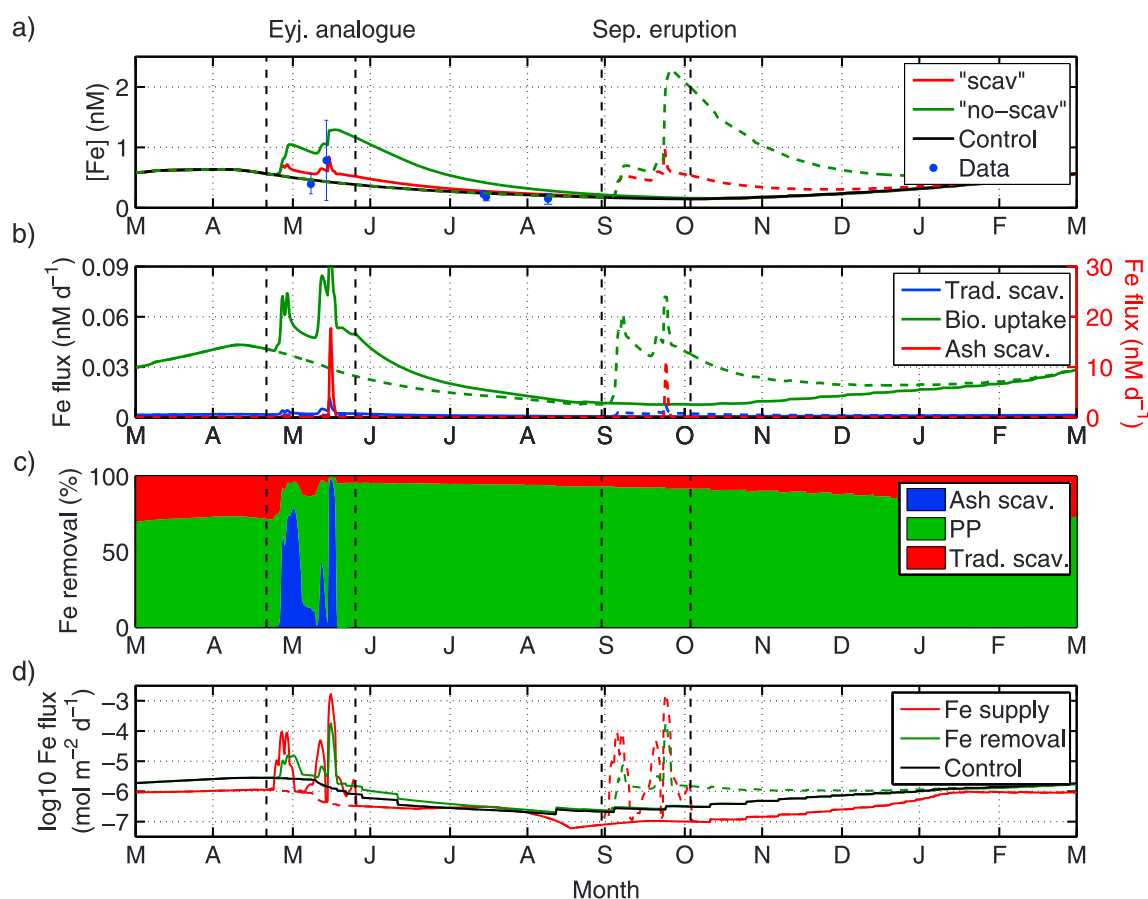 a)
Eyj. analogue Sep. eruption
2
1
0
[Fe] (nM)
"scav"
"no−scav"
Control
Data
M A M J J A S O N D J F M
b)
0.09
0.06
0.03
0
Fe flux (nM d−1)
30
20
10
0
Fe flux (nM d−1)
Trad. scav.
Bio. uptake
Ash scav.
M A M J J A S O N D J F M
c)
100
50
0
Fe removal (%)
Ash scav.
PP
Trad. scav.
M A M J J A S O N D J F M
d)
−3
−4
−5
−6
−7
log10 Fe flux
(mol m−2 d−1)
Fe supply
Fe removal
Control
M A M J J A S O N D J F M
Month